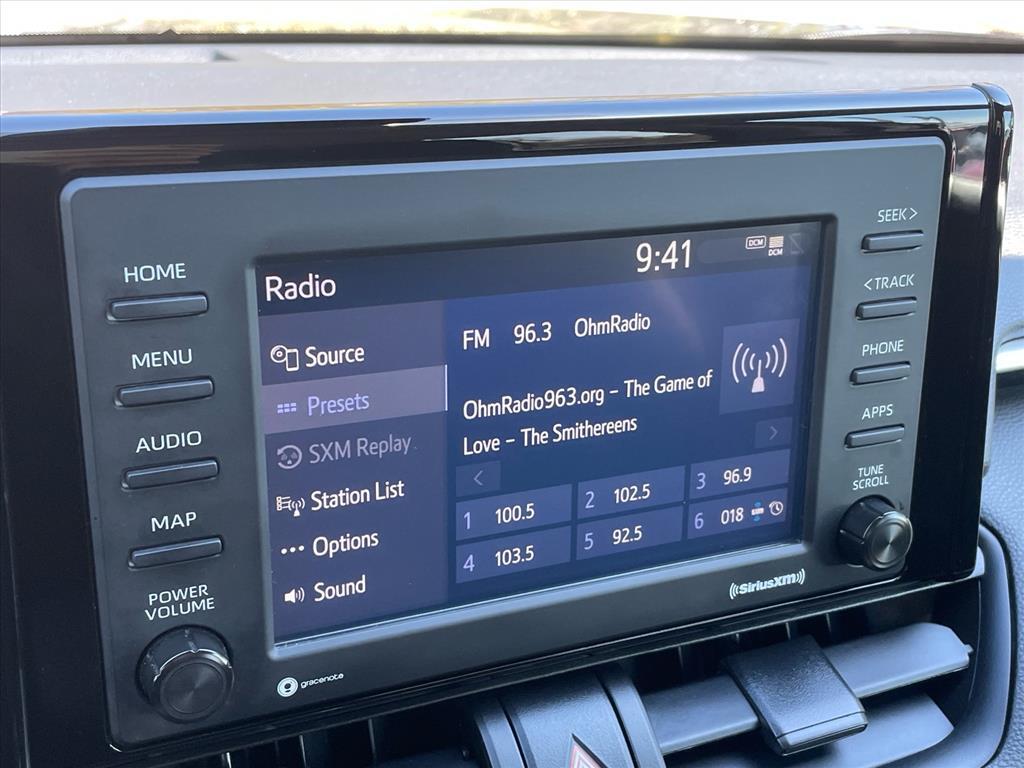 HOME
MENU
AUDIO
MAP
POWER
VOLUME
gracenote
Radio
9:41
DCM
DCM
Source
Presets
SXM Replay
Station List
Options
Sound
FM 96.3 OhmRadio
OhmRadio963.org – The Game of
Love – The Smithereens
<
>
1 100.5
2 102.5
3 96.9
4 103.5
5 92.5
6 018
SEEK >
< TRACK
PHONE
APPS
TUNE
SCROLL
SiriusXM